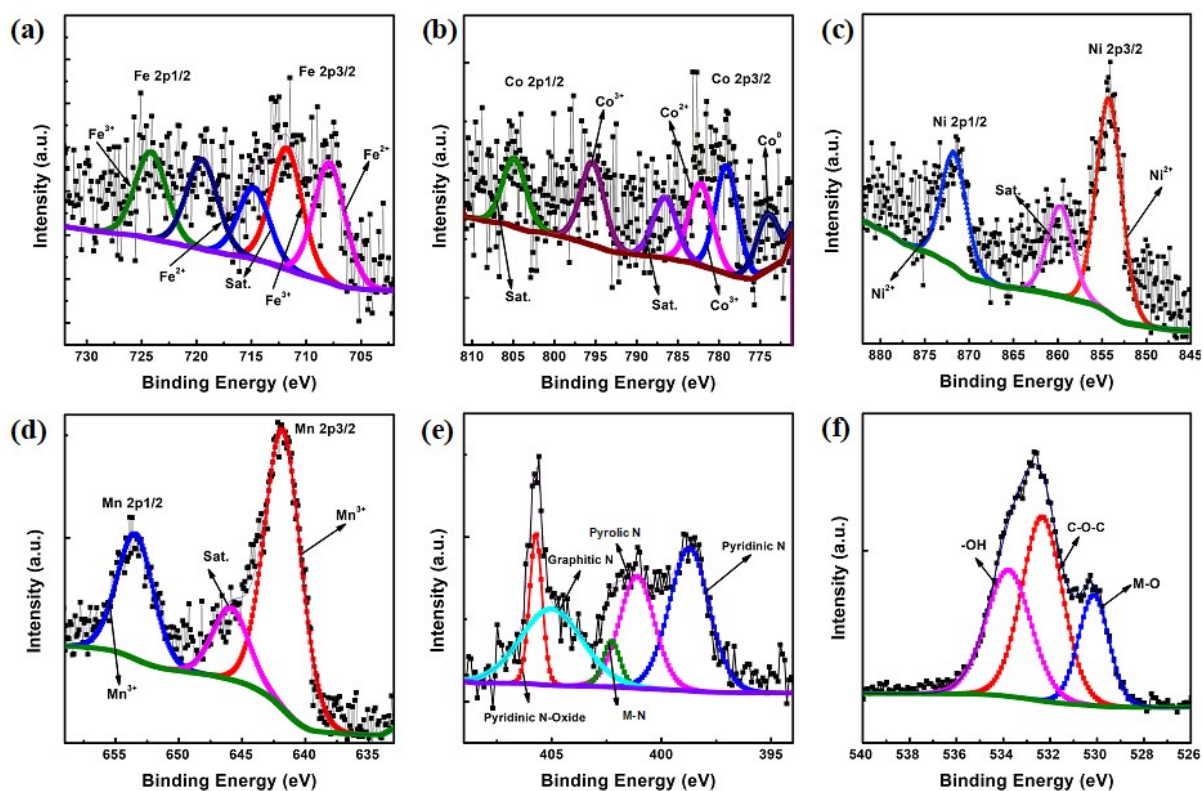 (a)
Fe 2p1/2
Fe 2p3/2
Fe3+
Fe2+
Fe2+
Sat.
Fe3+
Intensity (a.u.)
730 725 720 715 710 705
Binding Energy (eV)
(b)
Co 2p1/2
Co3+
Co2+
Co 2p3/2
Co0
Sat.
Sat.
Co3+
Intensity (a.u.)
810 805 800 795 790 785 780 775
Binding Energy (eV)
(c)
Ni 2p3/2
Ni 2p1/2
Sat.
Ni2+
Ni2+
Intensity (a.u.)
880 875 870 865 860 855 850 845
Binding Energy (eV)
(d)
Mn 2p3/2
Mn 2p1/2
Mn3+
Sat.
Mn3+
Intensity (a.u.)
655 650 645 640 635
Binding Energy (eV)
(e)
Pyrolic N
Graphitic N
Pyridinic N
Pyridinic N-Oxide
M-N
Intensity (a.u.)
405 400 395
Binding Energy (eV)
(f)
C-O-C
-OH
M-O
Intensity (a.u.)
540 538 536 534 532 530 528 526
Binding Energy (eV)